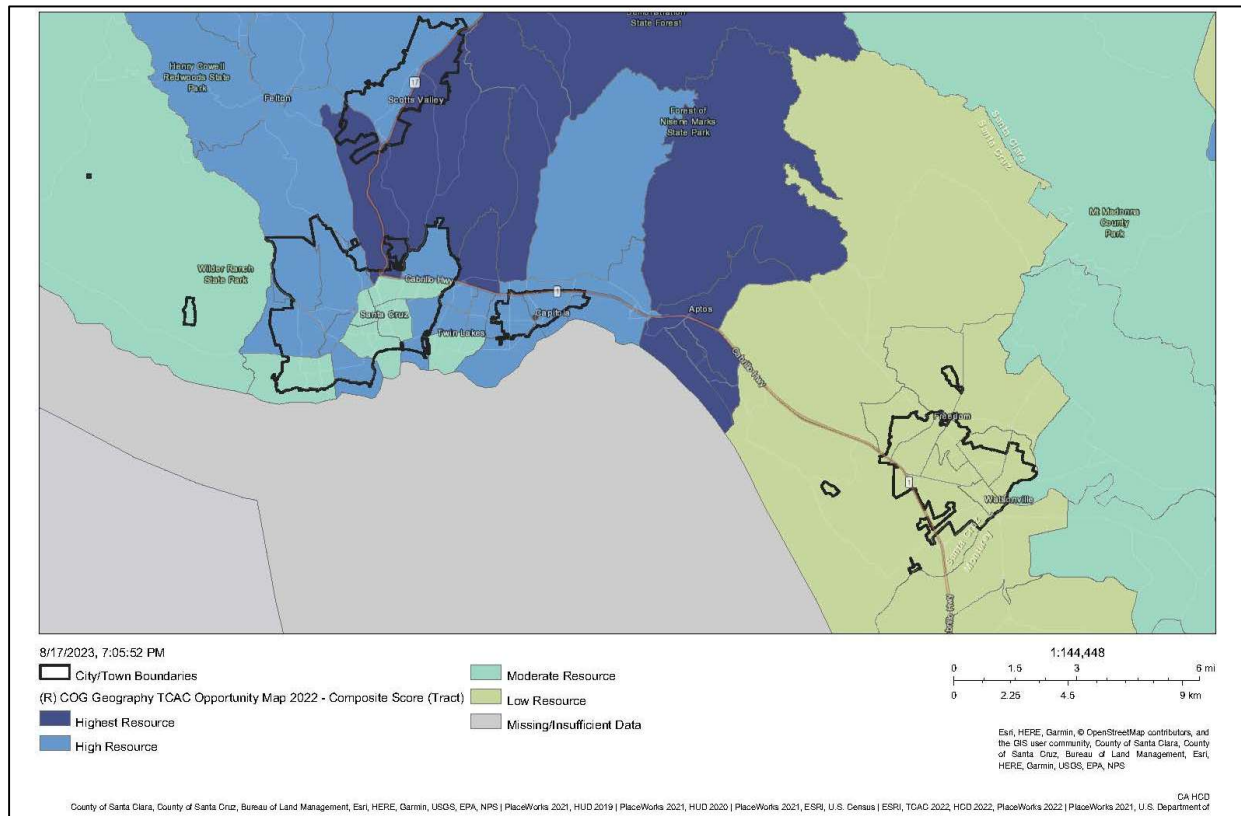 State Forest
Henry Cowell
Redwoods State
Park
Felton
17
Scotts Valley
Forest of
Nisene Marks
State Park
Santa Clara
Santa Cruz
Mt Madonna
County
Park
Wilder Ranch
State Park
Cabrillo Hwy
1
Santa Cruz
Capitola
Twin Lakes
Aptos
Cabrillo Hwy
Freedom
1
Watsonville
Santa Cruz
Monterey
Cabrillo Hwy
8/17/2023, 7:05:52 PM
City/Town Boundaries
(R) COG Geography TCAC Opportunity Map 2022 - Composite Score (Tract)
Highest Resource
High Resource
Moderate Resource
Low Resource
Missing/Insufficient Data
1:144,448
0 1.5 3 6 mi
0 2.25 4.5 9 km
Esri, HERE, Garmin, © OpenStreetMap contributors, and
the GIS user community, County of Santa Clara, County
of Santa Cruz, Bureau of Land Management, Esri,
HERE, Garmin, USGS, EPA, NPS
CA HCD
County of Santa Clara, County of Santa Cruz, Bureau of Land Management, Esri, HERE, Garmin, USGS, EPA, NPS | PlaceWorks 2021, HUD 2019 | PlaceWorks 2021, HUD 2020 | PlaceWorks 2021, ESRI, U.S. Census | ESRI, TCAC 2022, HCD 2022, PlaceWorks 2022 | PlaceWorks 2021, U.S. Department of